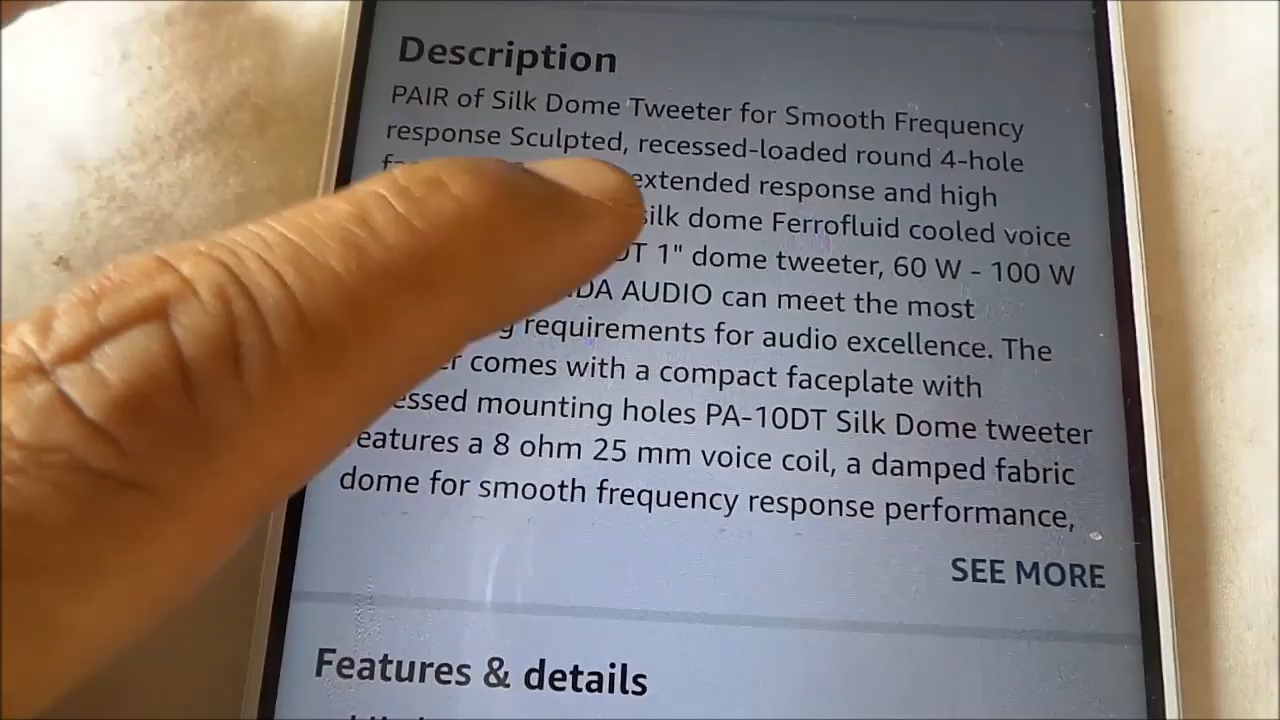 Description
PAIR of Silk Dome Tweeter for Smooth Frequency
response Sculpted, recessed-loaded round 4-hole
extended response and high
silk dome Ferrofluid cooled voice
1" dome tweeter, 60 W - 100 W
AUDIO can meet the most
requirements for audio excellence. The
comes with a compact faceplate with
mounting holes PA-10DT Silk Dome tweeter
features a 8 ohm 25 mm voice coil, a damped fabric
dome for smooth frequency response performance,
SEE MORE
Features & details